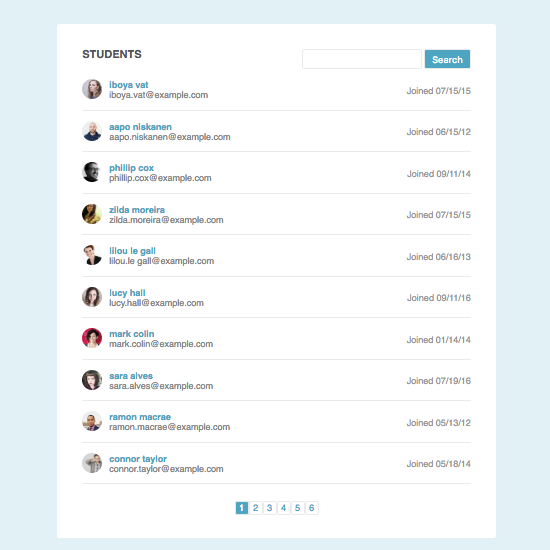 STUDENTS
Search
iboya vat
iboya.vat@example.com
Joined 07/15/15
aapo niskanen
aapo.niskanen@example.com
Joined 06/15/12
phillip cox
phillip.cox@example.com
Joined 09/11/14
zilda moreira
zilda.moreira@example.com
Joined 07/15/15
lilou le gall
lilou.le gall@example.com
Joined 06/16/13
lucy hall
lucy.hall@example.com
Joined 09/11/16
mark colin
mark.colin@example.com
Joined 01/14/14
sara alves
sara.alves@example.com
Joined 07/19/16
ramon macrae
ramon.macrae@example.com
Joined 05/13/12
connor taylor
connor.taylor@example.com
Joined 05/18/14
1 2 3 4 5 6